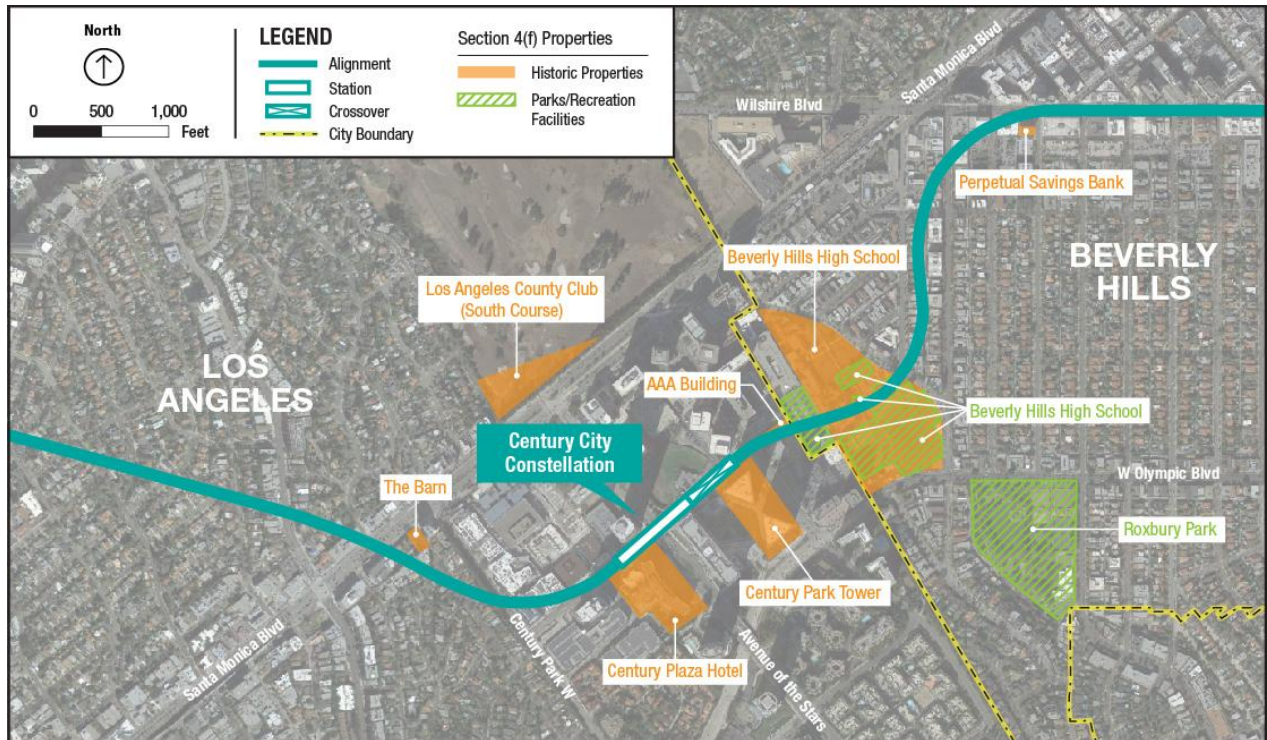 North
0 500 1,000
Feet
LEGEND
Alignment
Station
Crossover
City Boundary
Section 4(f) Properties
Historic Properties
Parks/Recreation
Facilities
Santa Monica Blvd
Wilshire Blvd
Perpetual Savings Bank
BEVERLY
HILLS
Beverly Hills High School
Los Angeles County Club
(South Course)
LOS
ANGELES
AAA Building
Beverly Hills High School
Century City
Constellation
W Olympic Blvd
The Barn
Roxbury Park
Century Park Tower
Century Plaza Hotel
Century Park W
Avenue of the Stars
Santa Monica Blvd